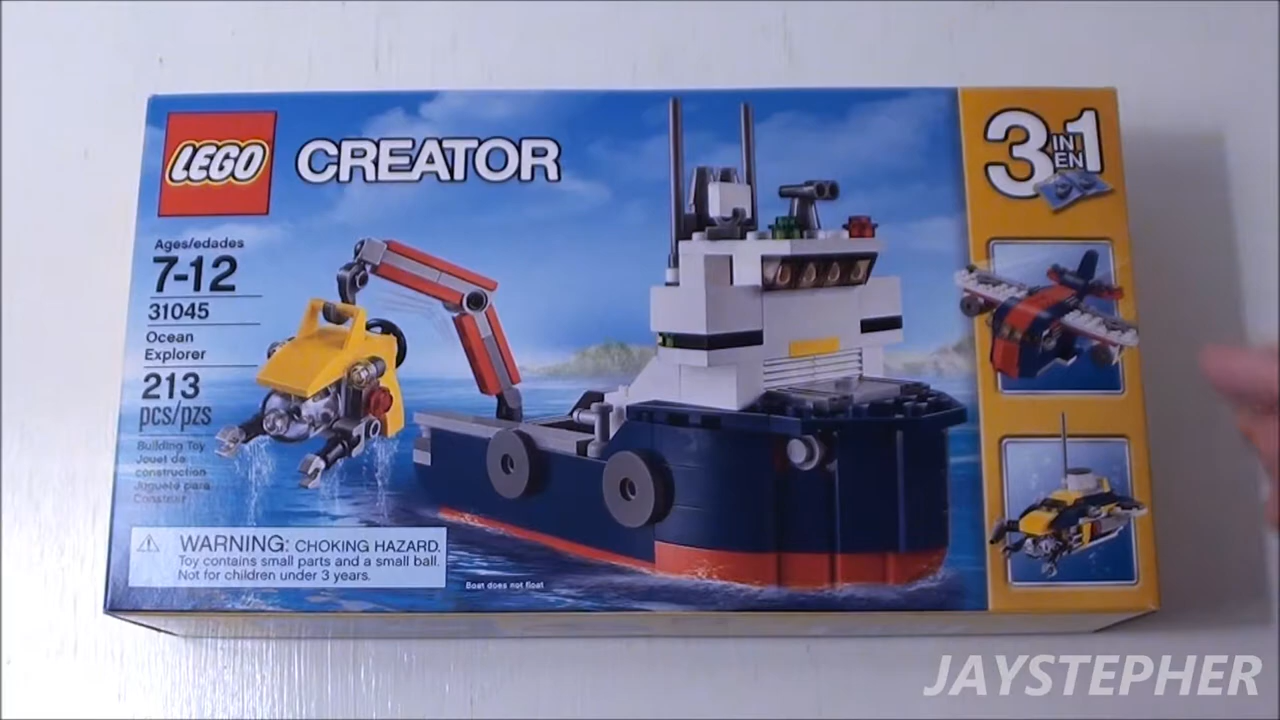 LEGO CREATOR
3 IN EN 1
Ages/edades
7-12
31045
Ocean
Explorer
213
pcs/pzs
Building Toy
Jouet de
construction
Juguete para
Construir
WARNING: CHOKING HAZARD.
Toy contains small parts and a small ball.
Not for children under 3 years.
Boat does not float
JAYSTEPHER